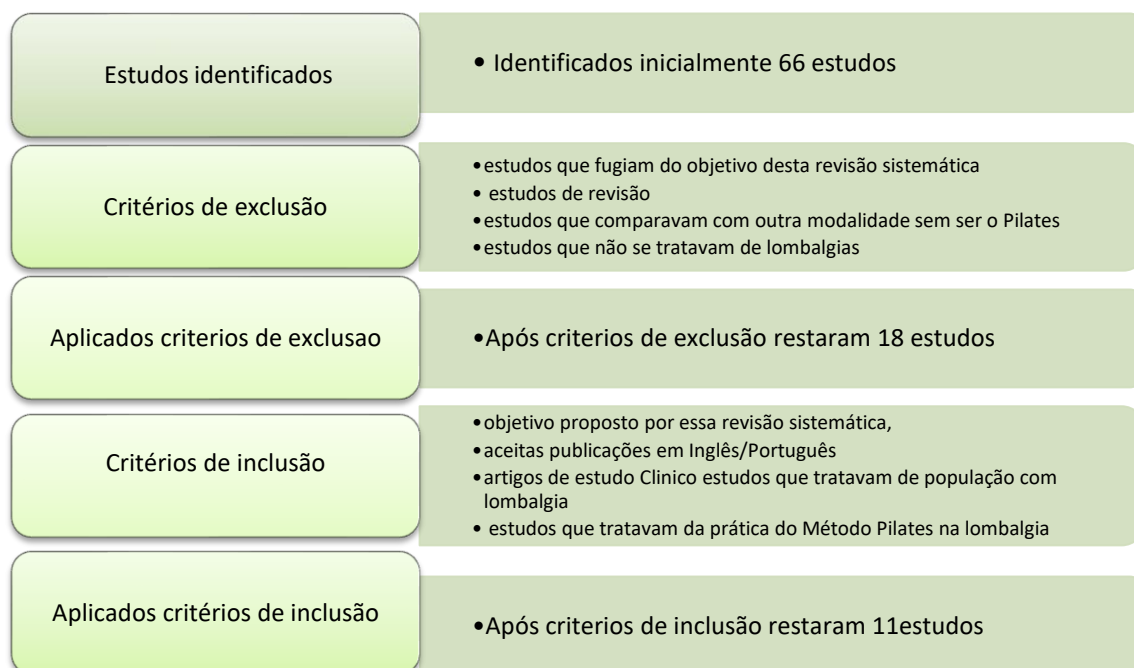 Estudos identificados
• Identificados inicialmente 66 estudos
Critérios de exclusão
•estudos que fugiam do objetivo desta revisão sistemática
• estudos de revisão
•estudos que comparavam com outra modalidade sem ser o Pilates
•estudos que não se tratavam de lombalgias
Aplicados criterios de exclusao
•Após criterios de exclusão restaram 18 estudos
Critérios de inclusão
•objetivo proposto por essa revisão sistemática,
•aceitas publicações em Inglês/Português
•artigos de estudo Clinico estudos que tratavam de população com
lombalgia
• estudos que tratavam da prática do Método Pilates na lombalgia
Aplicados critérios de inclusão
•Após criterios de inclusão restaram 11estudos